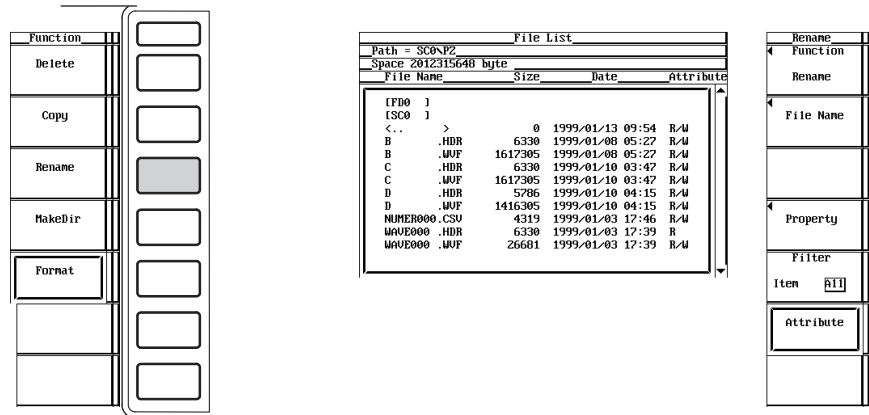 Function
Delete
Copy
Rename
MakeDir
Format
File List
Path = SC0\PZ
Space 2012315648 byte
File Name Size Date Attribute
[FD0 ]
[SC0 ]
<.. > 0 1999/01/13 09:54 R/W
B .HDR 6330 1999/01/08 05:27 R/W
B .WVF 1617305 1999/01/08 05:27 R/W
C .HDR 6330 1999/01/10 03:47 R/W
C .WVF 1617305 1999/01/10 03:47 R/W
D .HDR 5786 1999/01/10 04:15 R/W
D .WVF 1416305 1999/01/10 04:15 R/W
NUMER000.CSV 4319 1999/01/03 17:46 R/W
WAVE000 .HDR 6330 1999/01/03 17:39 R
WAVE000 .WVF 26681 1999/01/03 17:39 R/W
Rename
Function
Rename
File Name
Property
Filter
Item All
Attribute